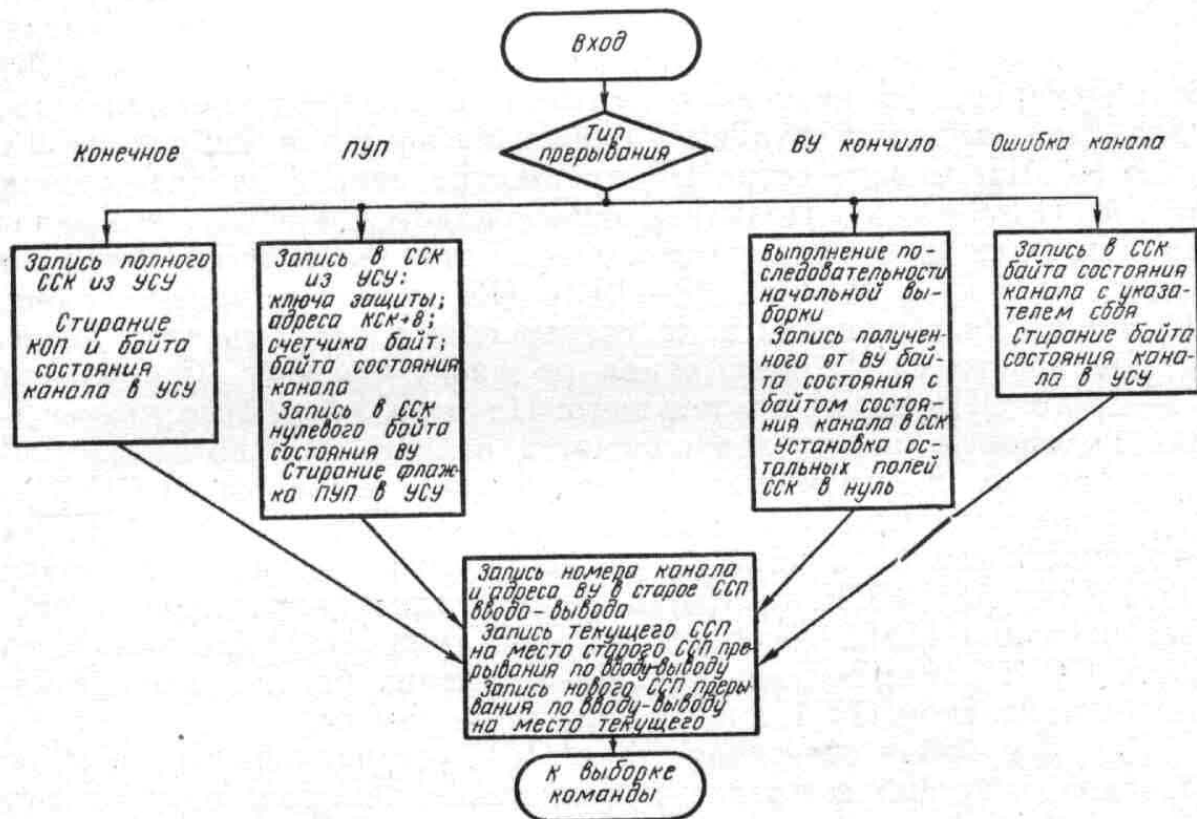 Вход
Тип
прерывания
Конечное
ПУП
ВУ кончило
Ошибка канала
Запись полного
ССК из УСУ
Стирание
КОП и байта
состояния
канала в УСУ
Запись в ССК
из УСУ:
ключа защиты;
адреса КСК+8;
счетчика байт;
байта состояния
канала
Запись в ССК
нулевого байта
состояния ВУ
Стирание флаж-
ка ПУП в УСУ
Выполнение по-
следовательности
начальной вы-
борки
Запись получен-
ного от ВУ бай-
та состояния с
байтом состоя-
ния канала в ССК
Установка ос-
тальных полей
ССК в нуль
Запись в ССК
байта состояния
канала с указа-
телем сбоя
Стирание байта
состояния кана-
ла в УСУ
Запись номера канала
и адреса ВУ в старое ССП
ввода-вывода
Запись текущего ССП
на место старого ССП пре-
рывания по вводу-выводу
Запись нового ССП преры-
вания по вводу-выводу
на место текущего
К выборке
команды